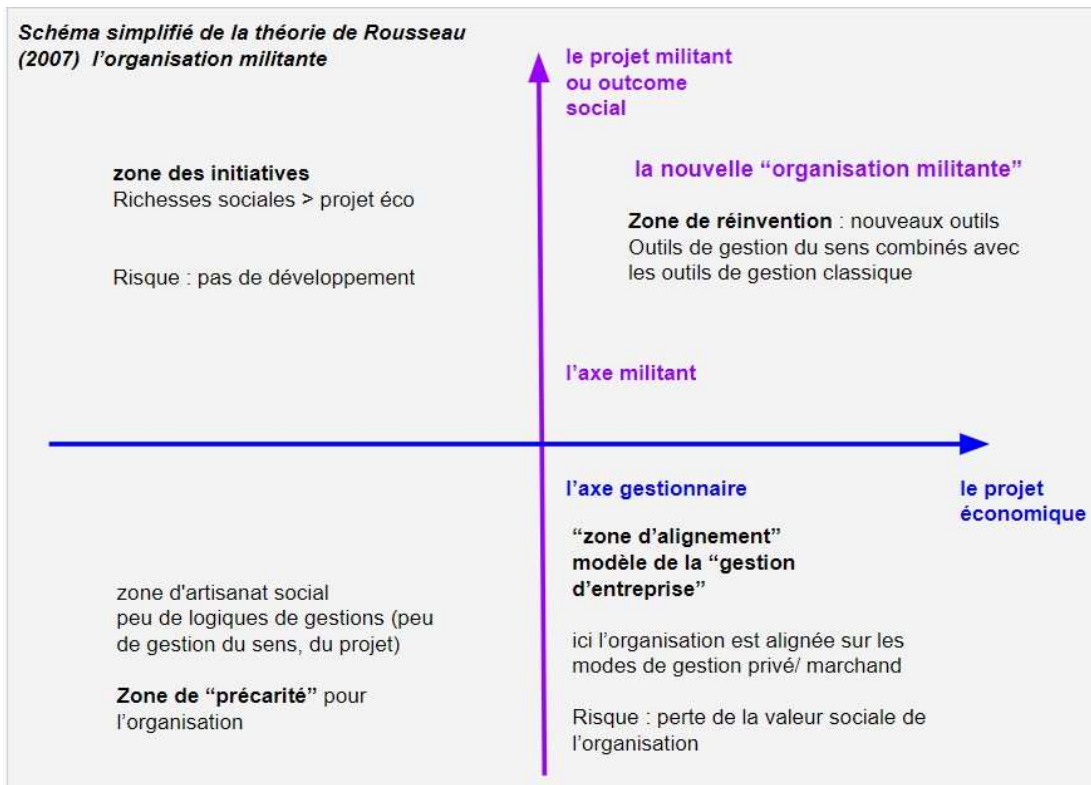 Schéma simplifié de la théorie de Rousseau
(2007) l'organisation militante
le projet militant
ou outcome
social
zone des initiatives
Richesses sociales > projet éco
Risque : pas de développement
la nouvelle “organisation militante”
Zone de réinvention : nouveaux outils
Outils de gestion du sens combinés avec
les outils de gestion classique
l'axe militant
l'axe gestionnaire
le projet
économique
“zone d'alignement”
modèle de la “gestion
d'entreprise”
ici l'organisation est alignée sur les
modes de gestion privé/ marchand
Risque : perte de la valeur sociale de
l'organisation
zone d'artisanat social
peu de logiques de gestions (peu
de gestion du sens, du projet)
Zone de “précarité” pour
l'organisation